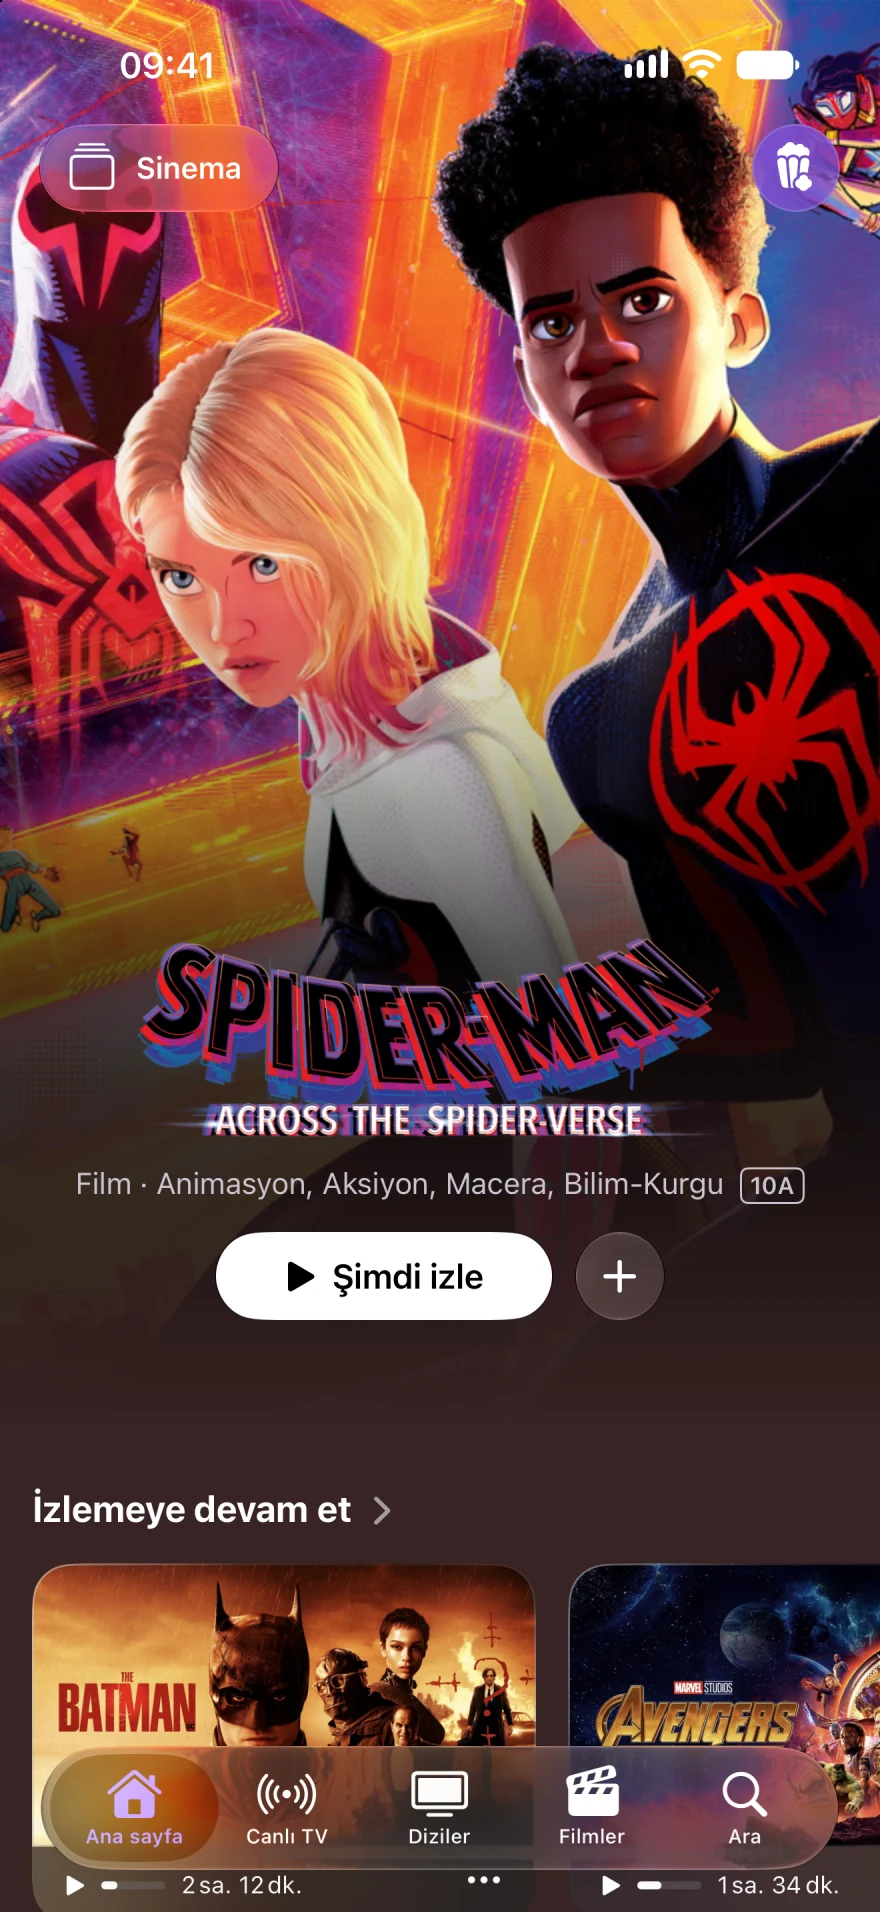 09:41
Sinema
SPIDER-MAN
ACROSS THE SPIDER-VERSE
Film · Animasyon, Aksiyon, Macera, Bilim-Kurgu 10A
Şimdi izle
İzlemeye devam et
THE
BATMAN
MARVEL STUDIOS
AVENGERS
Ana sayfa
Canlı TV
Diziler
Filmler
Ara
2 sa. 12 dk.
1 sa. 34 dk.